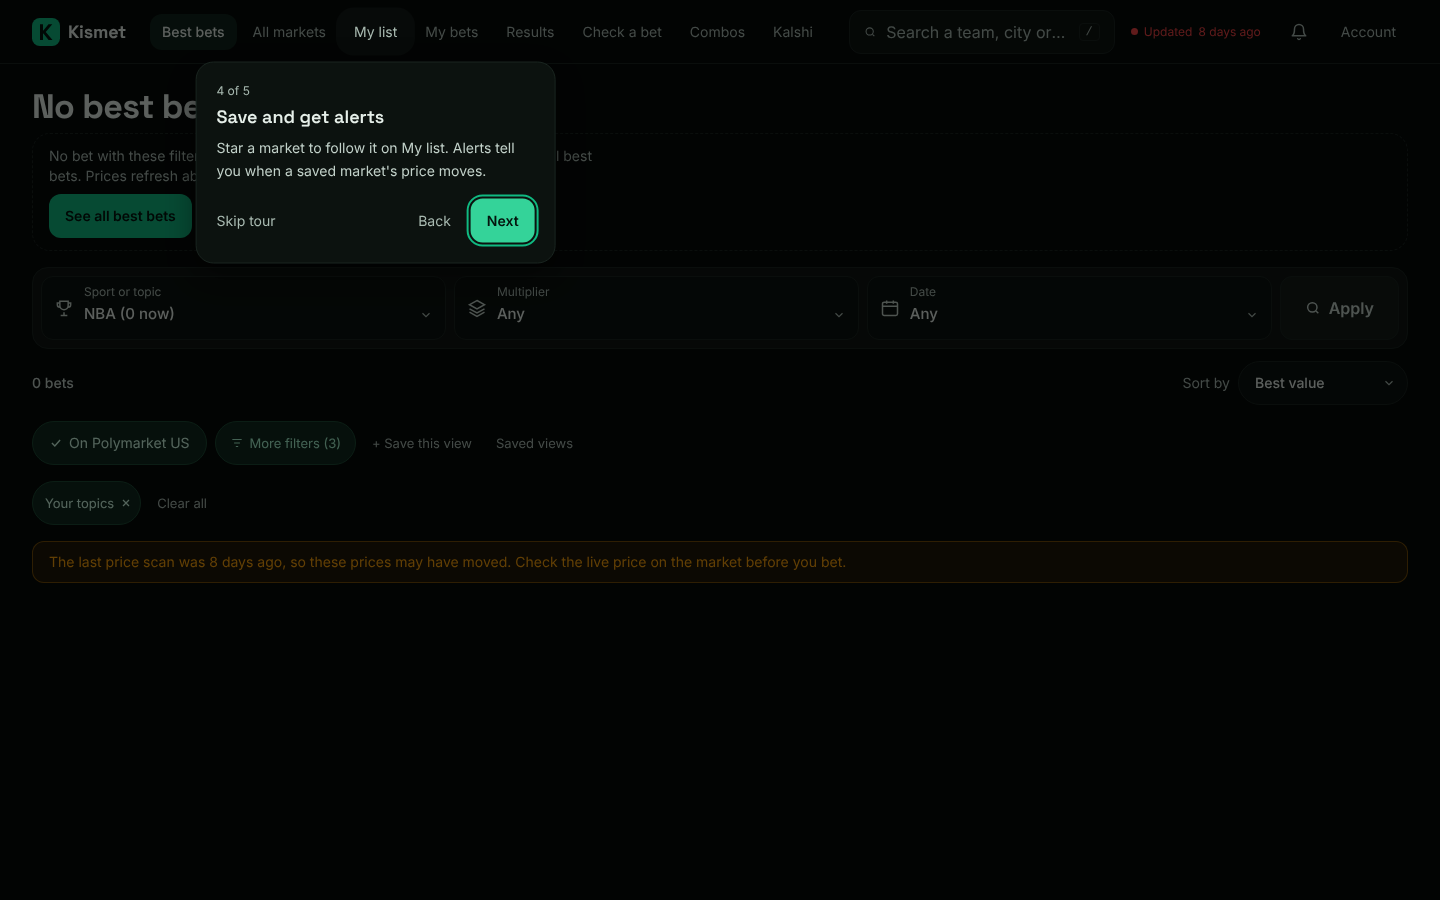 K Kismet
Best bets
All markets
My list
My bets
Results
Check a bet
Combos
Kalshi
Search a team, city or...
/
Updated 8 days ago
Account
No best be
4 of 5
Save and get alerts
Star a market to follow it on My list. Alerts tell
you when a saved market's price moves.
Skip tour
Back
Next
No bet with these filter
best
bets. Prices refresh
See all best bets
Sport or topic
NBA (0 now)
Multiplier
Any
Date
Any
Apply
0 bets
Sort by
Best value
On Polymarket US
More filters (3)
+ Save this view
Saved views
Your topics ×
Clear all
The last price scan was 8 days ago, so these prices may have moved. Check the live price on the market before you bet.